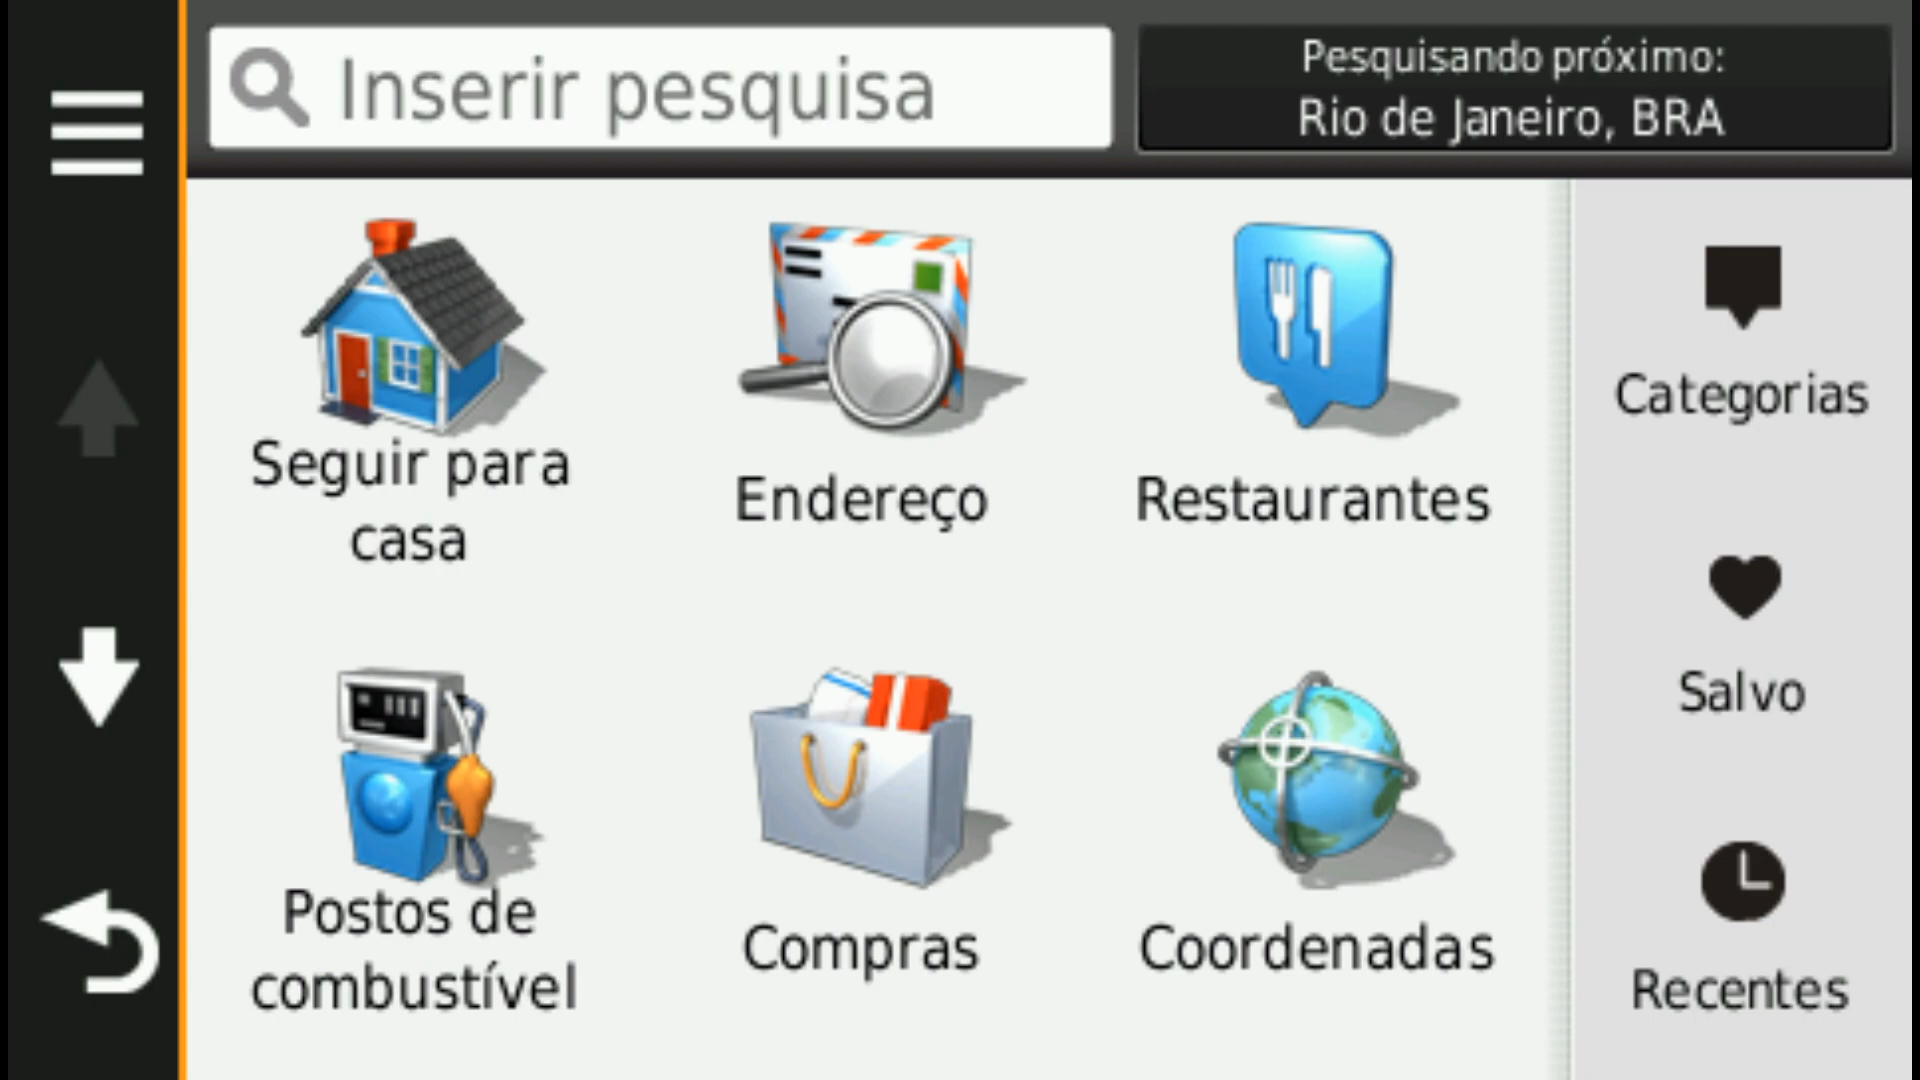 Inserir pesquisa
Pesquisando próximo:
Rio de Janeiro, BRA
Seguir para
casa
Endereço
Restaurantes
Categorias
Salvo
Postos de
combustível
Compras
Coordenadas
Recentes